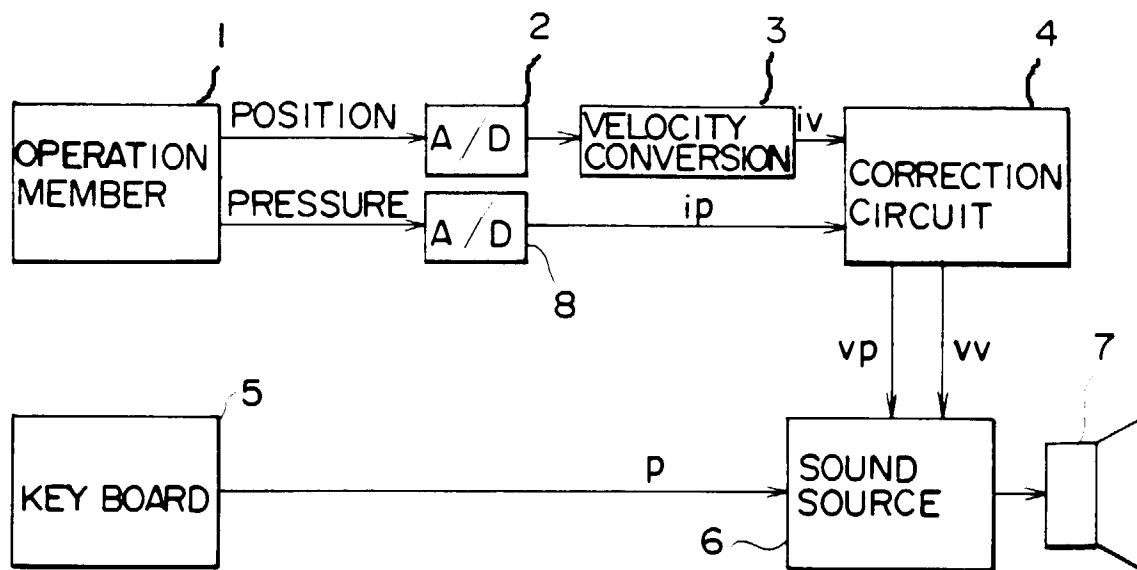 1
2
3
4
OPERATION
MEMBER
POSITION
A/D
VELOCITY
CONVERSION
iv
CORRECTION
CIRCUIT
PRESSURE
A/D
ip
8
vp
vv
5
7
KEY BOARD
p
SOUND
SOURCE
6